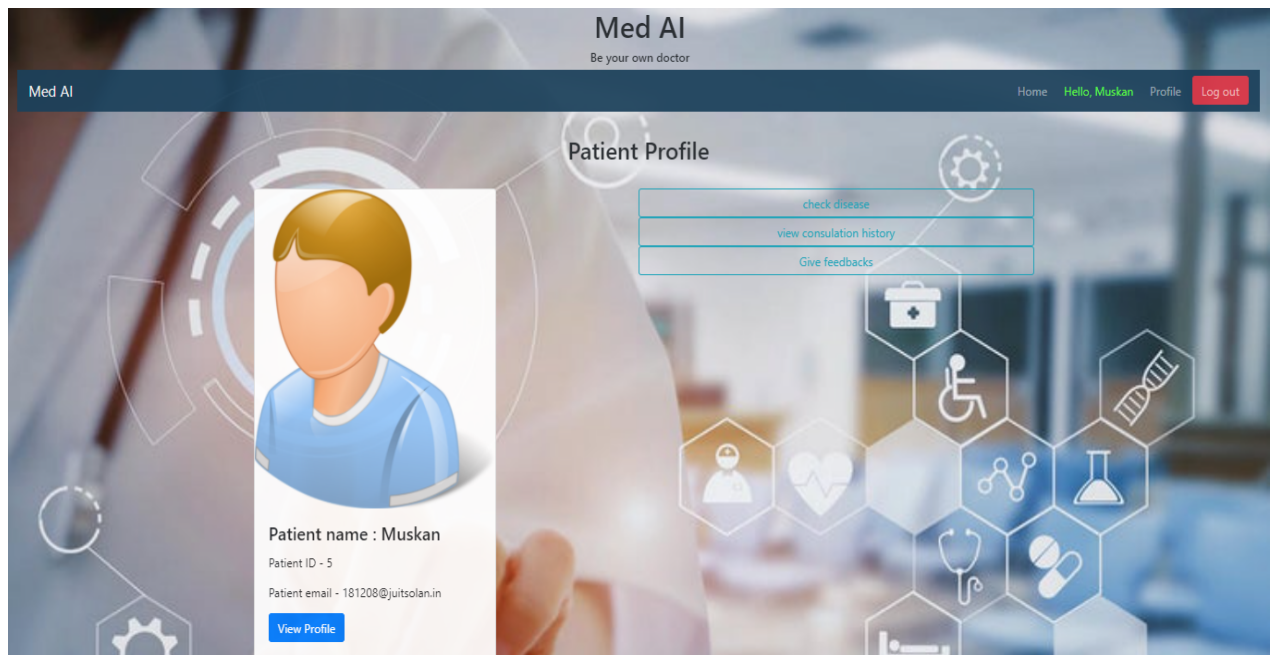 Med AI
Be your own doctor
Med AI Home Hello, Muskan Profile Log out
Patient Profile
check disease
view consulation history
Give feedbacks
Patient name : Muskan
Patient ID - 5
Patient email - 181208@juitsolan.in
View Profile